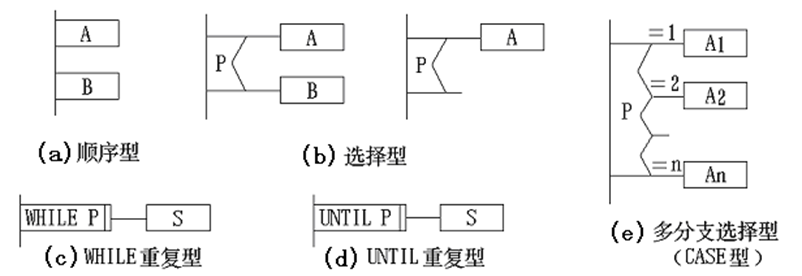 A
B
(a)顺序型
P
A
B
P
A
(b)选择型
=1
A1
=2
A2
P
=n
An
(e)多分支选择型
(CASE型)
WHILE P
S
(c)WHILE重复型
UNTIL P
S
(d)UNTIL重复型